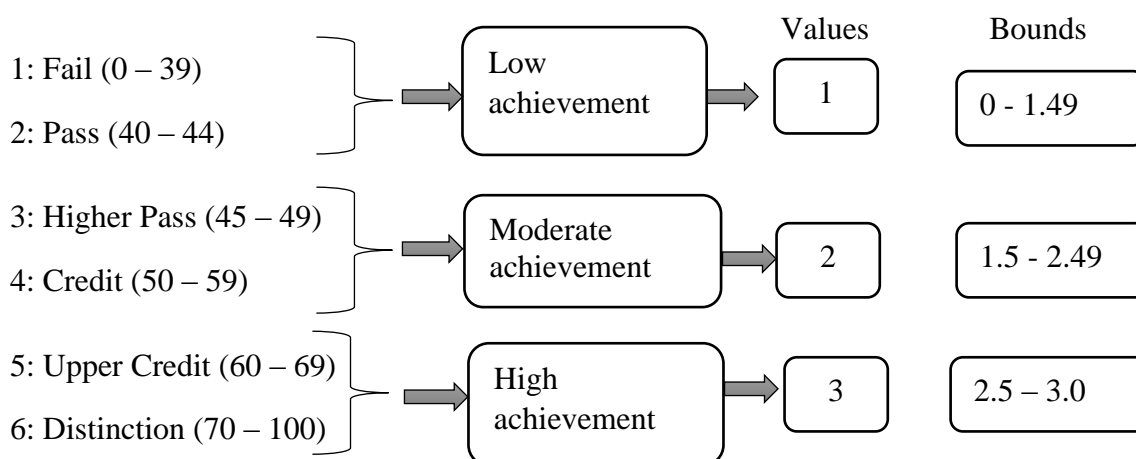 Values Bounds
1: Fail (0 – 39)
2: Pass (40 – 44)
Low
achievement
1
0 - 1.49
3: Higher Pass (45 – 49)
4: Credit (50 – 59)
Moderate
achievement
2
1.5 - 2.49
5: Upper Credit (60 – 69)
6: Distinction (70 – 100)
High
achievement
3
2.5 – 3.0